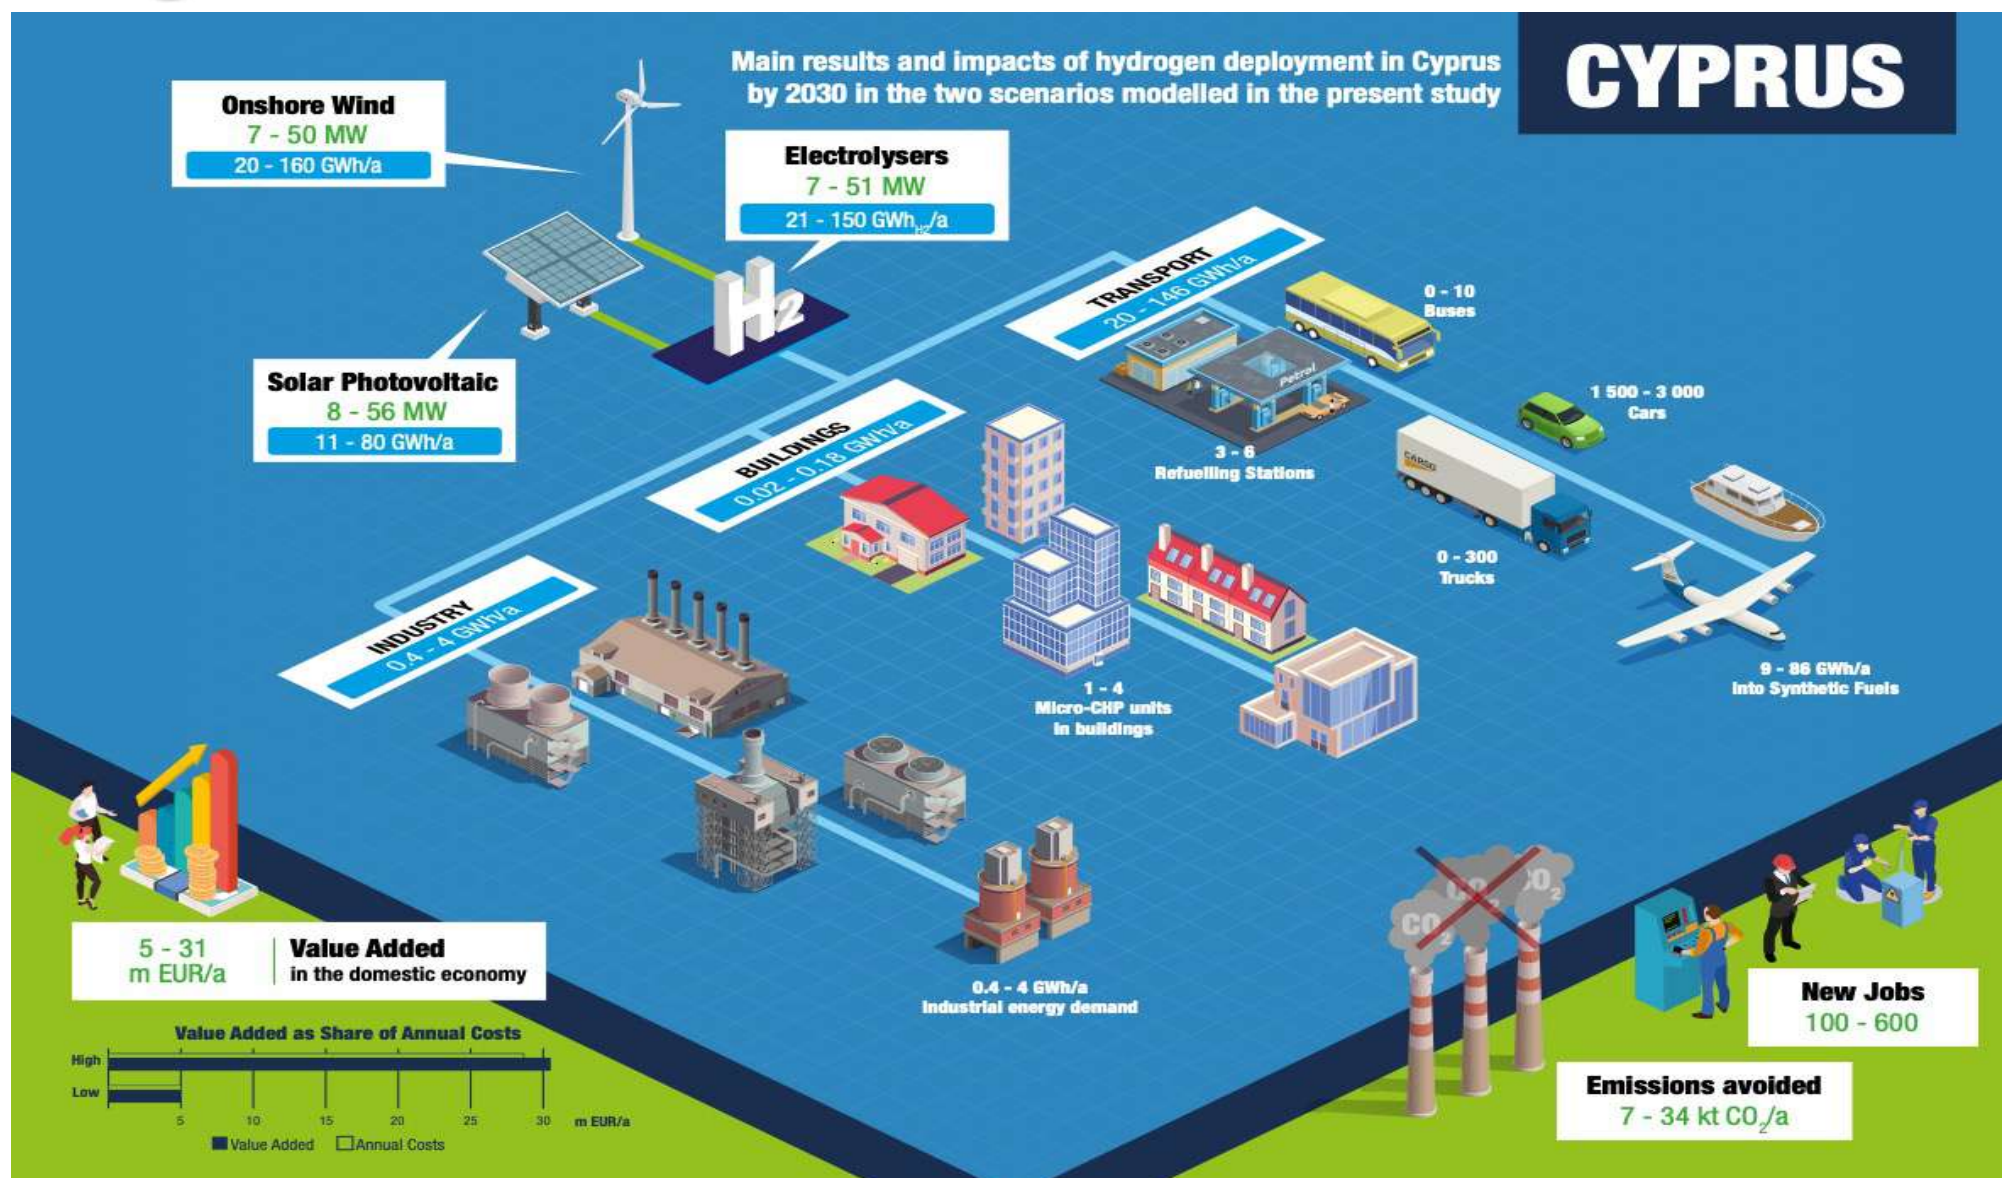 Main results and impacts of hydrogen deployment in Cyprus
by 2030 in the two scenarios modelled in the present study
CYPRUS
Onshore Wind
7 - 50 MW
20 - 160 GWh/a
Electrolysers
7 - 51 MW
21 - 150 GWhH2/a
H2
Solar Photovoltaic
8 - 56 MW
11 - 80 GWh/a
TRANSPORT
20 - 146 GWh/a
0 - 10
Buses
Petrol
3 - 6
Refuelling Stations
1 500 - 3 000
Cars
CARGO
0 - 300
Trucks
9 - 86 GWh/a
into Synthetic Fuels
BUILDINGS
0.02 - 0.18 GWh/a
1 - 4
Micro-CHP units
in buildings
INDUSTRY
0.4 - 4 GWh/a
0.4 - 4 GWh/a
Industrial energy demand
5 - 31
m EUR/a
Value Added
in the domestic economy
Value Added as Share of Annual Costs
High
Low
5 10 15 20 25 30 m EUR/a
Value Added Annual Costs
CO2
CO2
CO2
New Jobs
100 - 600
Emissions avoided
7 - 34 kt CO2/a